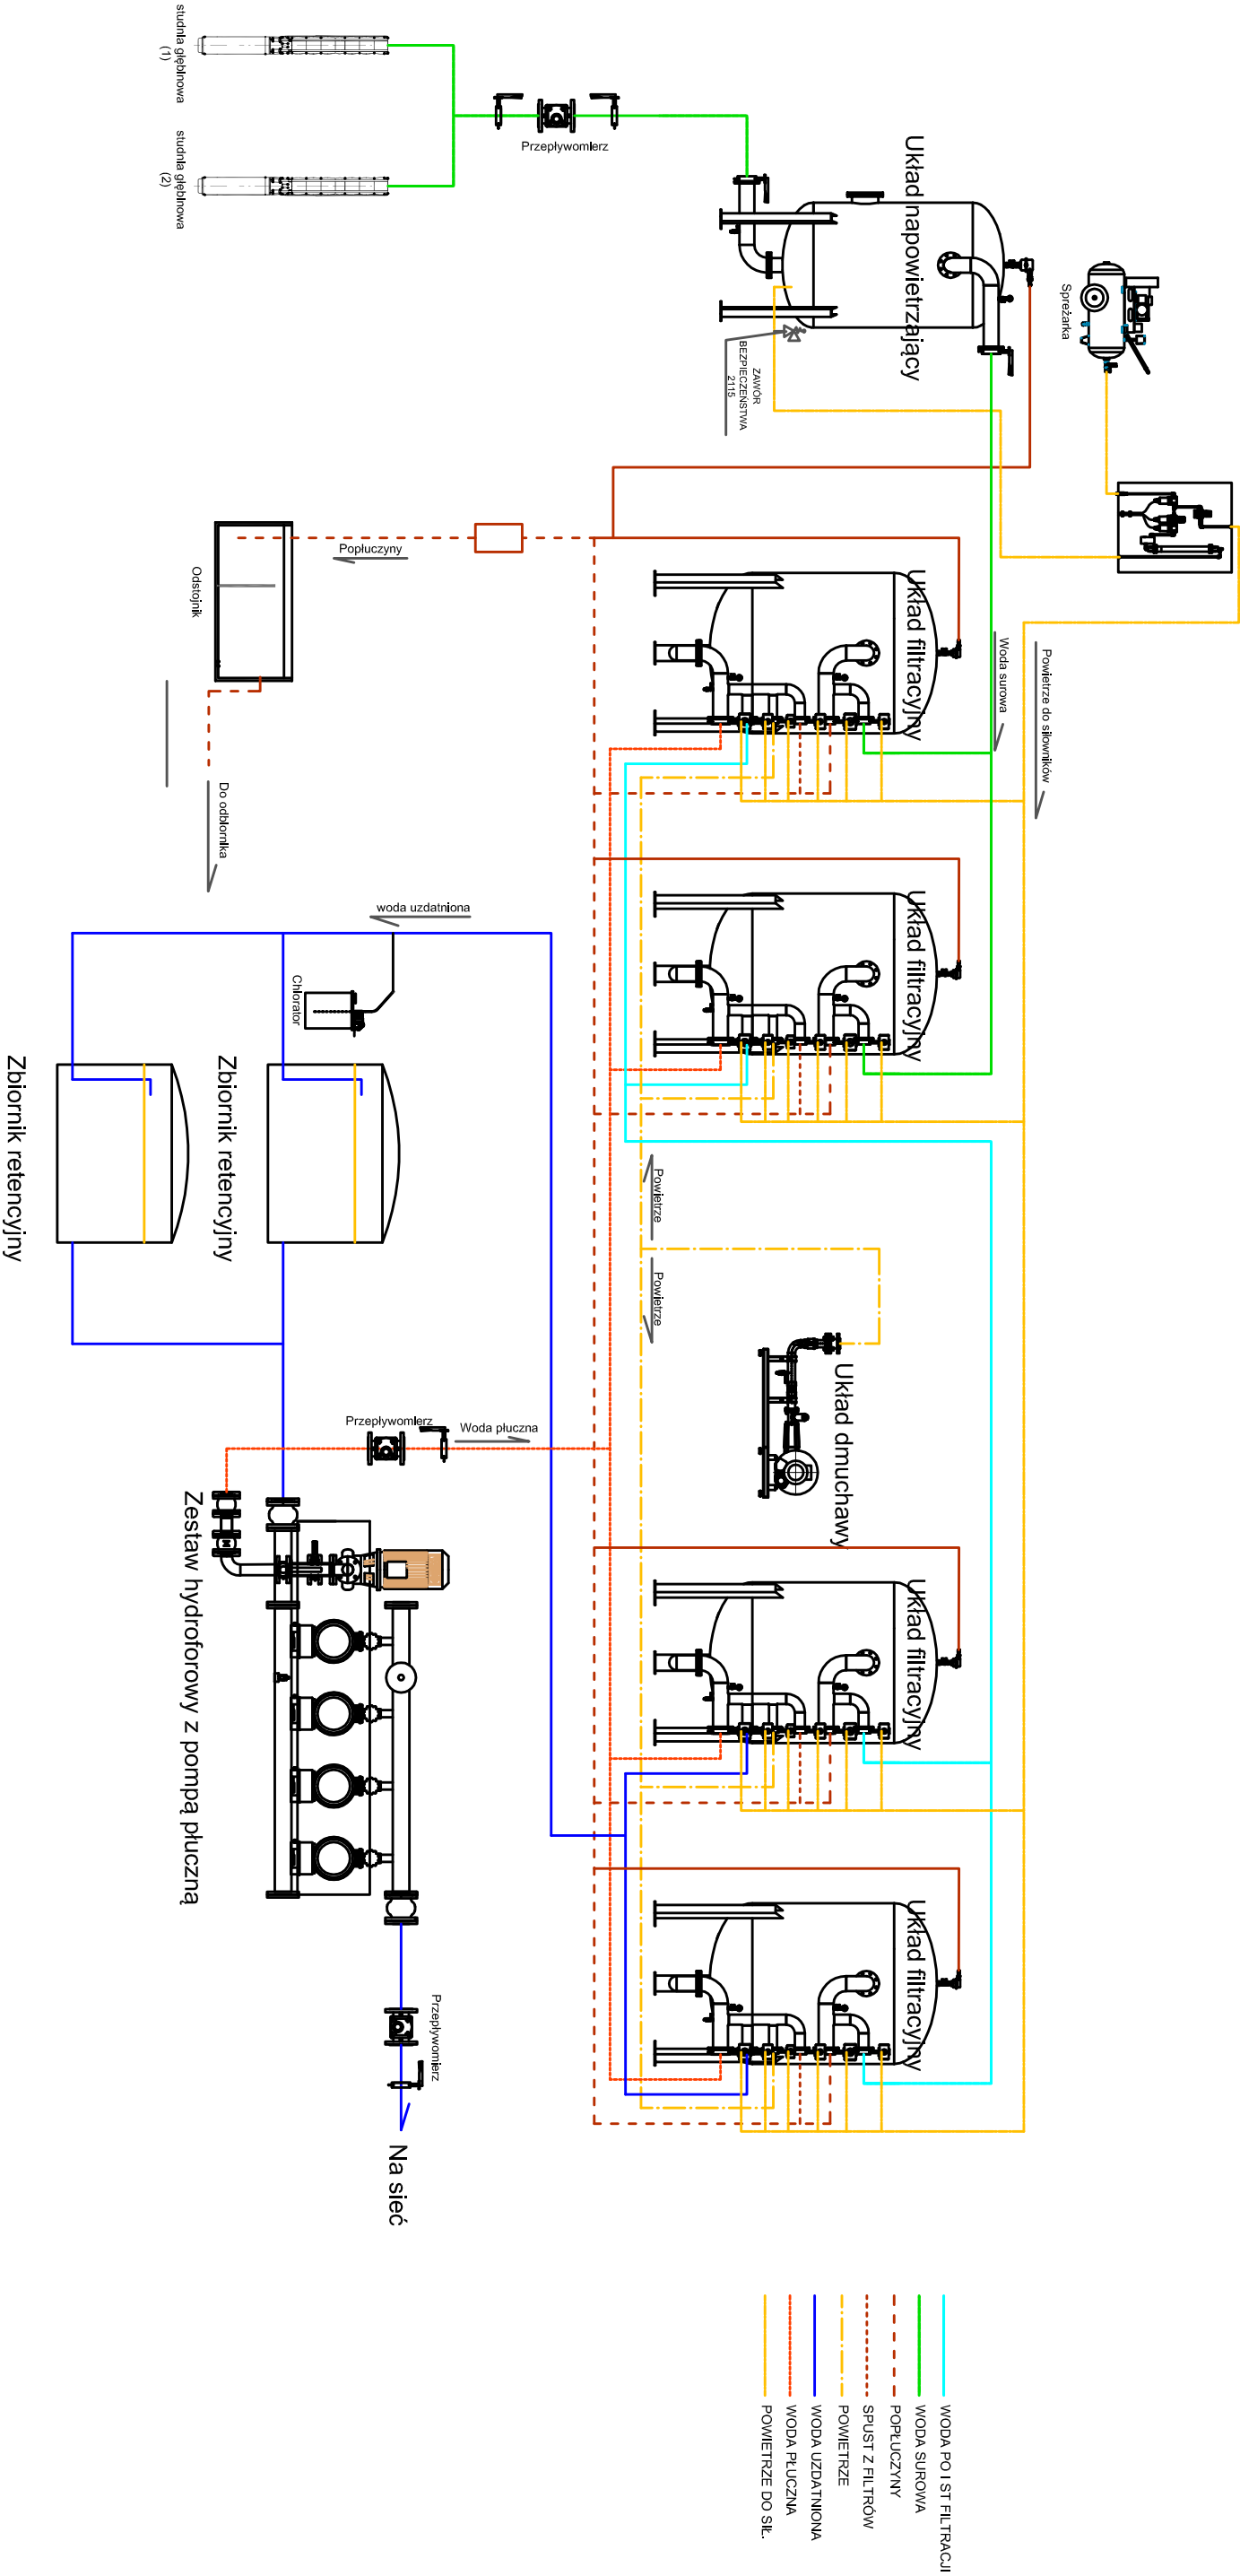 studnia głębinowa
(1)
studnia głębinowa
(2)
Przepływomierz
Układ napowietrzający
ZAWÓR
BEZPIECZEŃSTWA
2115
Sprężarka
Popłuczyny
Odstojnik
Do odbiornika
Układ filtracyjny
Woda surowa
Powietrze do siłowników
Układ filtracyjny
woda uzdatniona
Chlorator
Zbiornik retencyjny
Zbiornik retencyjny
Powietrze
Powietrze
Układ dmuchawy
Przepływomierz
Woda płuczna
Zestaw hydroforowy z pompą płuczną
Układ filtracyjny
Układ filtracyjny
Przepływomierz
Na sieć
WODA PO I ST FILTRACJI
WODA SUROWA
POPŁUCZYNY
SPUST Z FILTRÓW
POWIETRZE
WODA UZDATNIONA
WODA PŁUCZNA
POWIETRZE DO SIŁ.